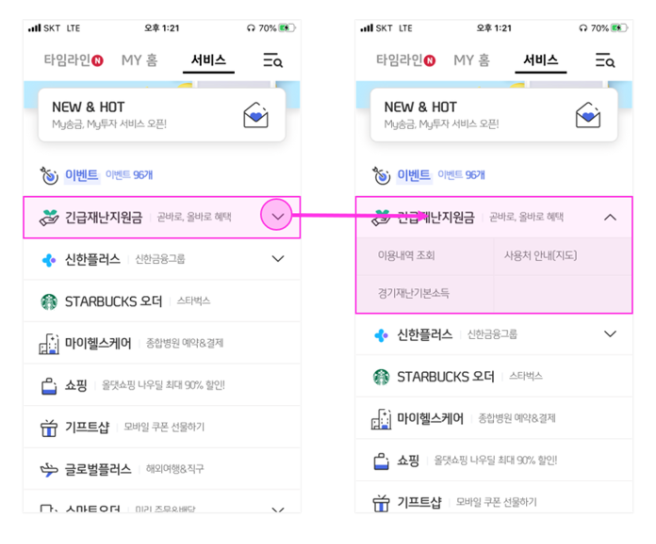 SKT LTE 오후 1:21 70%
타임라인 N MY 홈 서비스
NEW & HOT
My송금, My투자 서비스 오픈!
이벤트 이벤트 96개
긴급재난지원금 곧바로, 올바로 혜택
신한플러스 신한금융그룹
STARBUCKS 오더 스타벅스
마이헬스케어 종합병원 예약&결제
쇼핑 올댓쇼핑 나우딜 최대 90% 할인!
기프트샵 모바일 쿠폰 선물하기
글로벌플러스 해외여행&직구
스마트오더 미리 주문&배달
SKT LTE 오후 1:21 70%
타임라인 N MY 홈 서비스
NEW & HOT
My송금, My투자 서비스 오픈!
이벤트 이벤트 96개
긴급재난지원금 곧바로, 올바로 혜택
이용내역 조회 사용처 안내(지도)
경기재난기본소득
신한플러스 신한금융그룹
STARBUCKS 오더 스타벅스
마이헬스케어 종합병원 예약&결제
쇼핑 올댓쇼핑 나우딜 최대 90% 할인!
기프트샵 모바일 쿠폰 선물하기